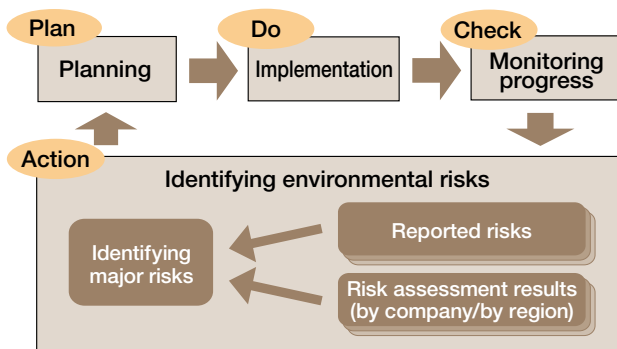 Plan
Planning
Do
Implementation
Check
Monitoring
progress
Action
Identifying environmental risks
Identifying
major risks
Reported risks
Risk assessment results
(by company/by region)